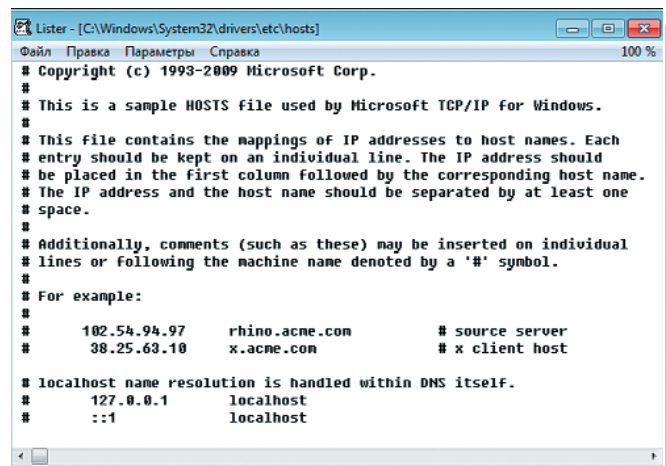 Lister - [C:\Windows\System32\drivers\etc\hosts]
Файл Правка Параметры Справка 100 %
# Copyright (c) 1993-2009 Microsoft Corp.
#
# This is a sample HOSTS file used by Microsoft TCP/IP for Windows.
#
# This file contains the mappings of IP addresses to host names. Each
# entry should be kept on an individual line. The IP address should
# be placed in the first column followed by the corresponding host name.
# The IP address and the host name should be separated by at least one
# space.
#
# Additionally, comments (such as these) may be inserted on individual
# lines or following the machine name denoted by a '#' symbol.
#
# For example:
#
# 102.54.94.97 rhino.acme.com # source server
# 38.25.63.10 x.acme.com # x client host

# localhost name resolution is handled within DNS itself.
# 127.0.0.1 localhost
# ::1 localhost